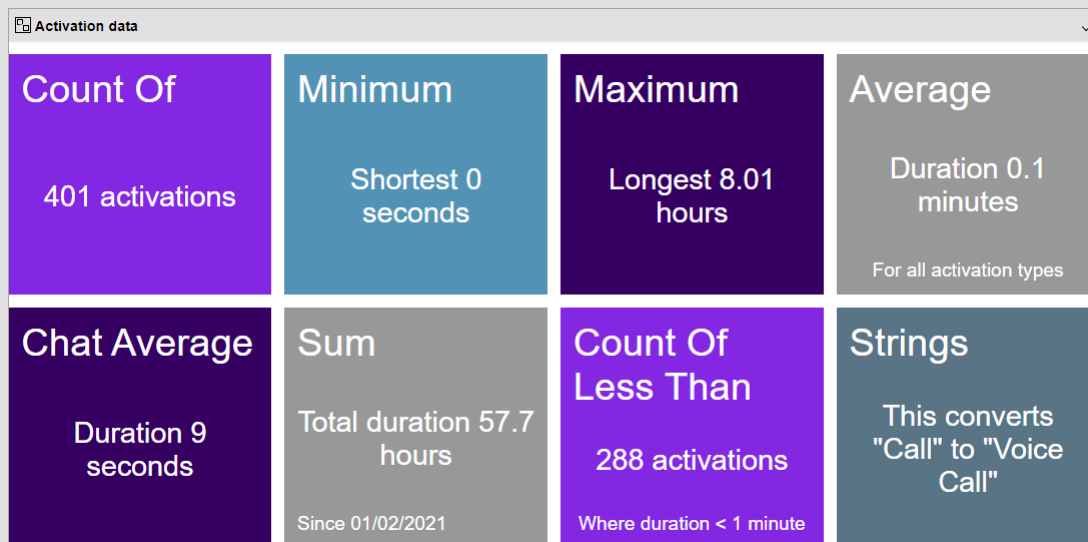 Activation data
Count Of
401 activations
Minimum
Shortest 0
seconds
Maximum
Longest 8.01
hours
Average
Duration 0.1
minutes
For all activation types
Chat Average
Duration 9
seconds
Sum
Total duration 57.7
hours
Since 01/02/2021
Count Of
Less Than
288 activations
Where duration < 1 minute
Strings
This converts
"Call" to "Voice
Call"